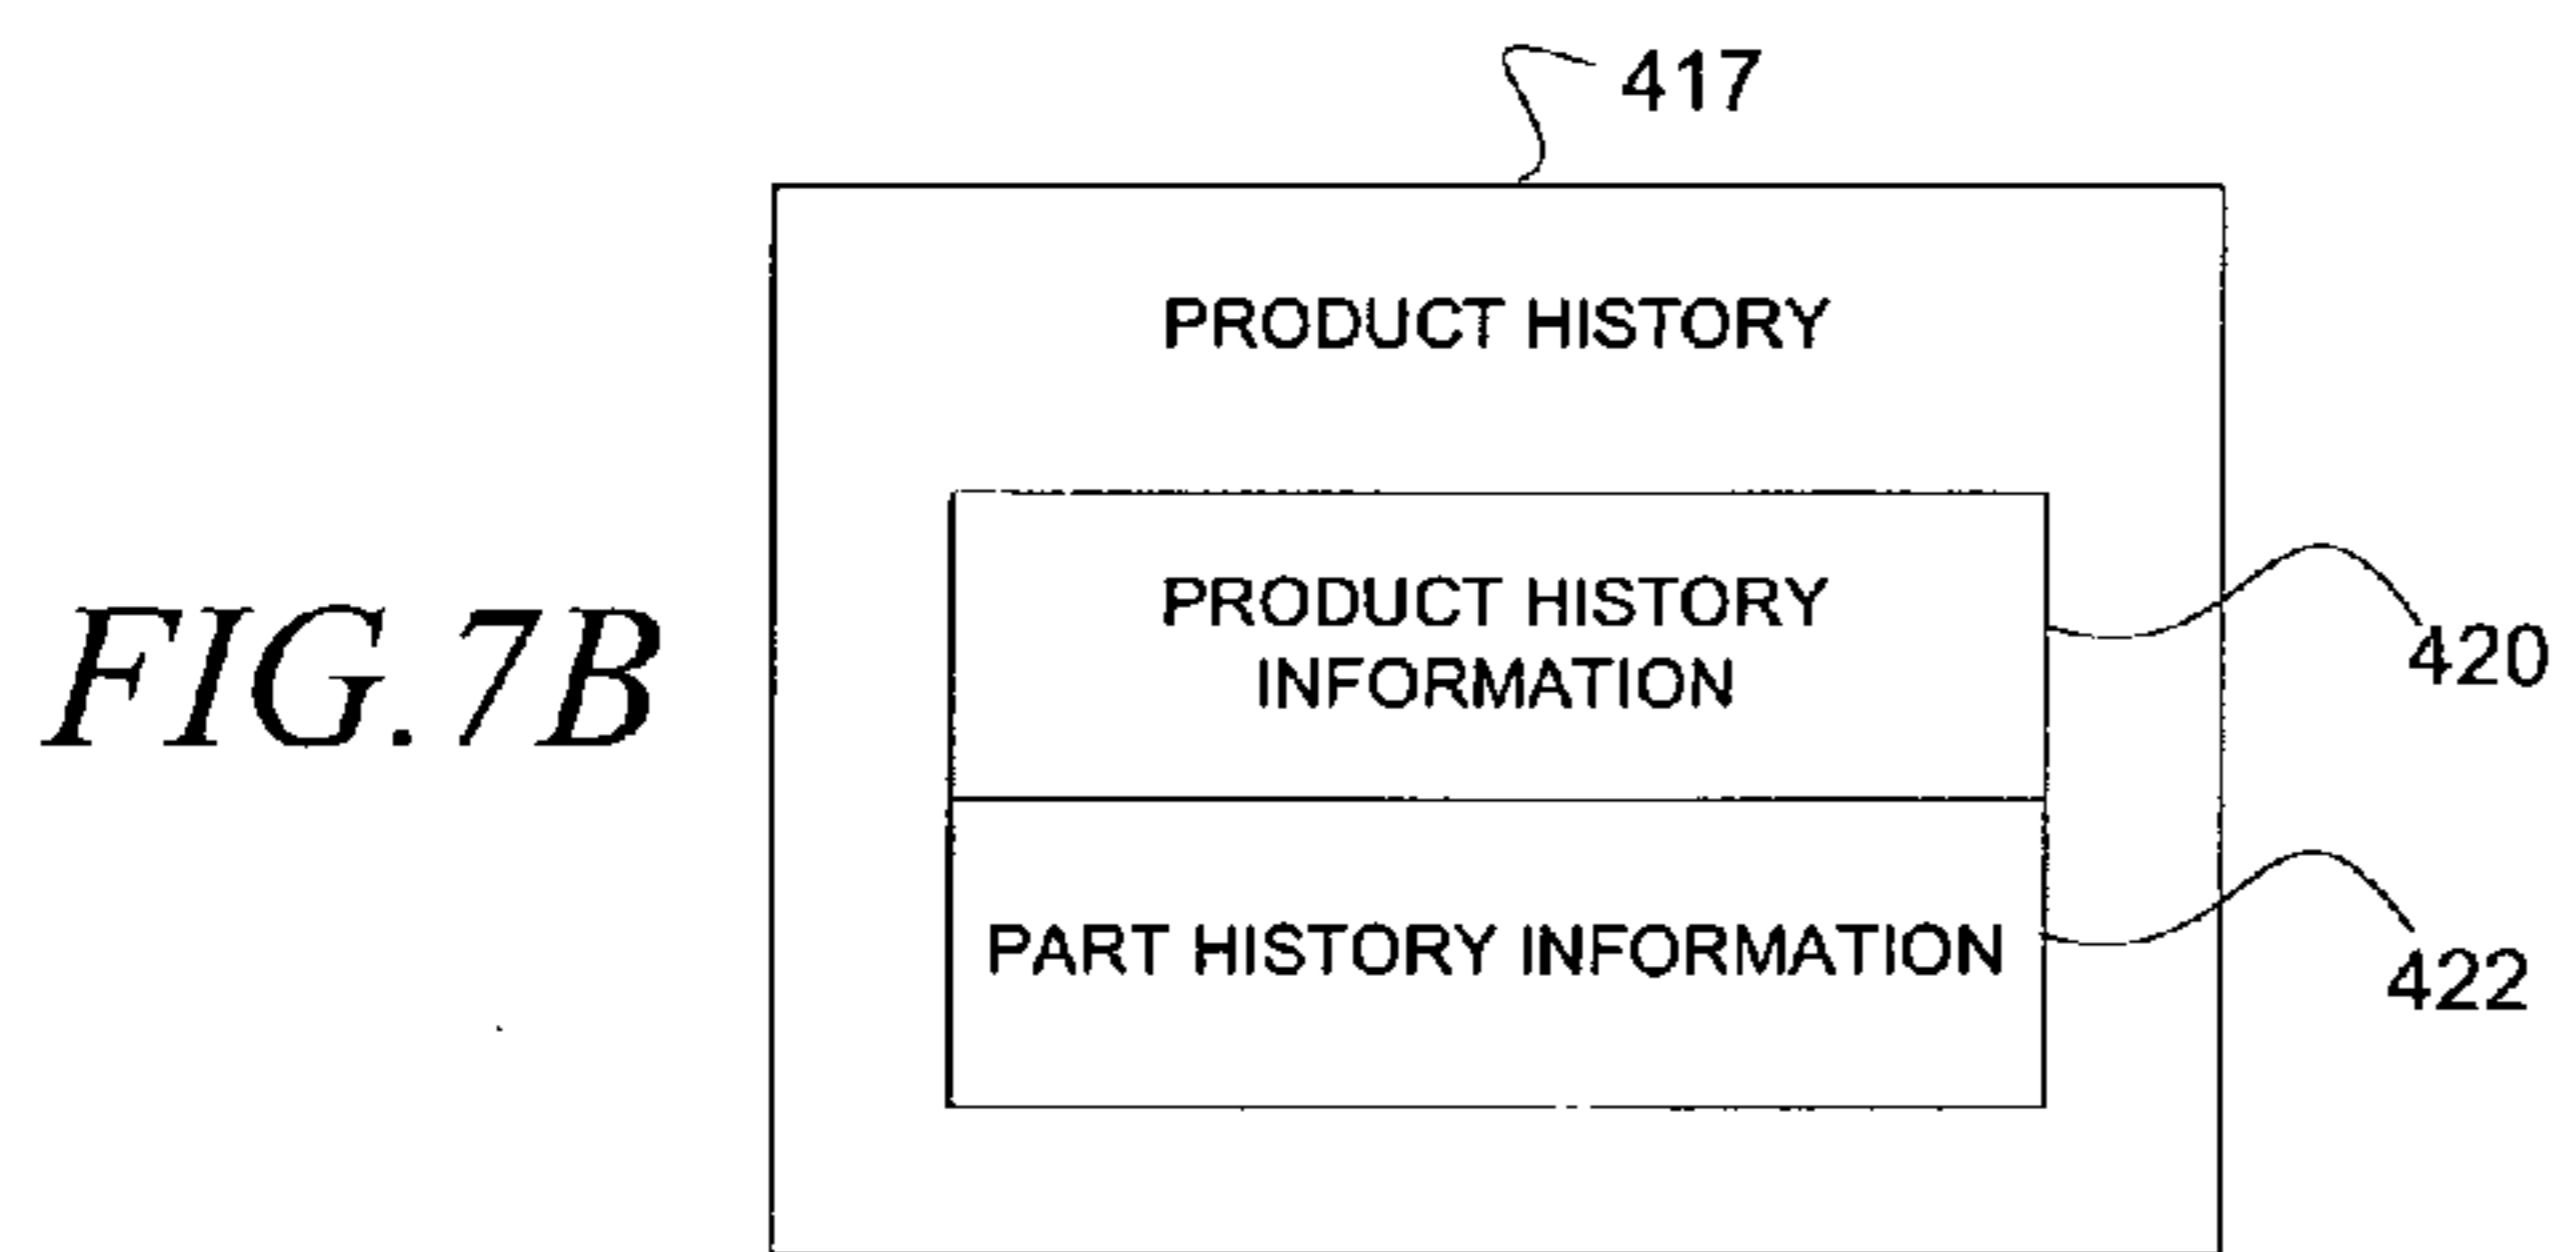 417
PRODUCT HISTORY
PRODUCT HISTORY
INFORMATION
420
FIG.7B
PART HISTORY INFORMATION
422